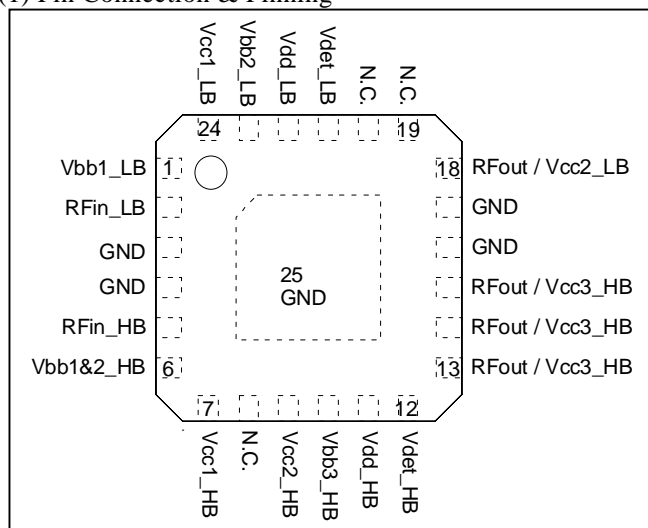 (1) Pin Connection & Pinning
Vcc1_LB
Vbb2_LB
Vdd_LB
Vdet_LB
N.C.
N.C.
24
19
Vbb1_LB
1
18
RFout / Vcc2_LB
RFin_LB
GND
GND
GND
25
GND
GND
RFout / Vcc3_HB
RFin_HB
RFout / Vcc3_HB
Vbb1&2_HB
6
13
RFout / Vcc3_HB
7
12
Vcc1_HB
N.C.
Vcc2_HB
Vbb3_HB
Vdd_HB
Vdet_HB